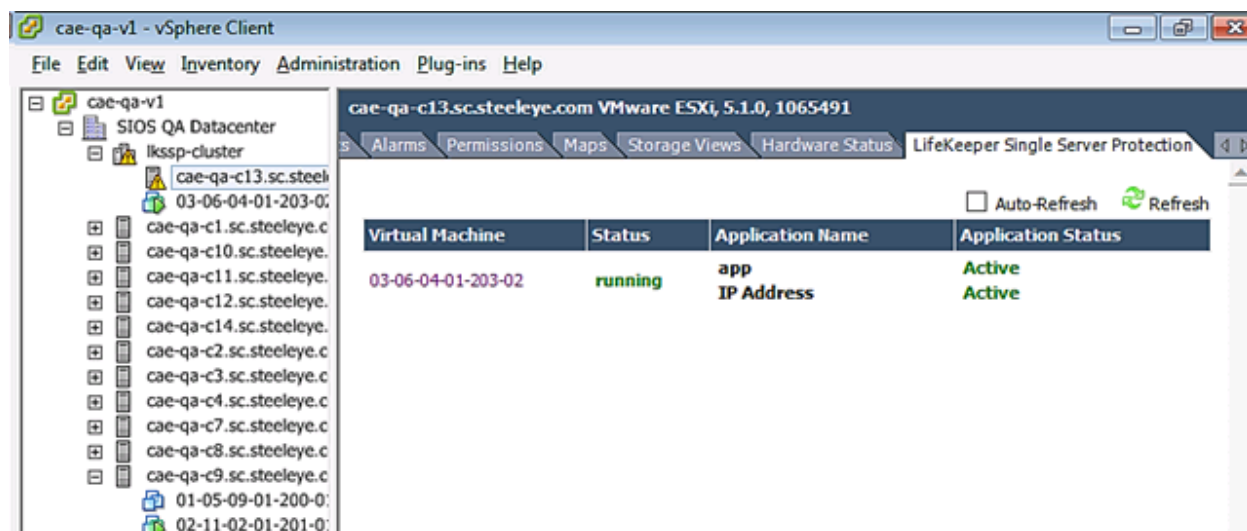 cae-qa-v1 - vSphere Client
File Edit View Inventory Administration Plug-ins Help
cae-qa-v1
SIOS QA Datacenter
lkssp-cluster
cae-qa-c13.sc.steel
03-06-04-01-203-02
cae-qa-c1.sc.steeleye.c
cae-qa-c10.sc.steeleye.
cae-qa-c11.sc.steeleye.
cae-qa-c12.sc.steeleye.
cae-qa-c14.sc.steeleye.
cae-qa-c2.sc.steeleye.c
cae-qa-c3.sc.steeleye.c
cae-qa-c4.sc.steeleye.c
cae-qa-c7.sc.steeleye.c
cae-qa-c8.sc.steeleye.c
cae-qa-c9.sc.steeleye.c
01-05-09-01-200-0
02-11-02-01-201-0
cae-qa-c13.sc.steeleye.com VMware ESXi, 5.1.0, 1065491
s Alarms Permissions Maps Storage Views Hardware Status LifeKeeper Single Server Protection
Auto-Refresh Refresh
Virtual Machine Status Application Name Application Status
03-06-04-01-203-02 running app Active
IP Address Active